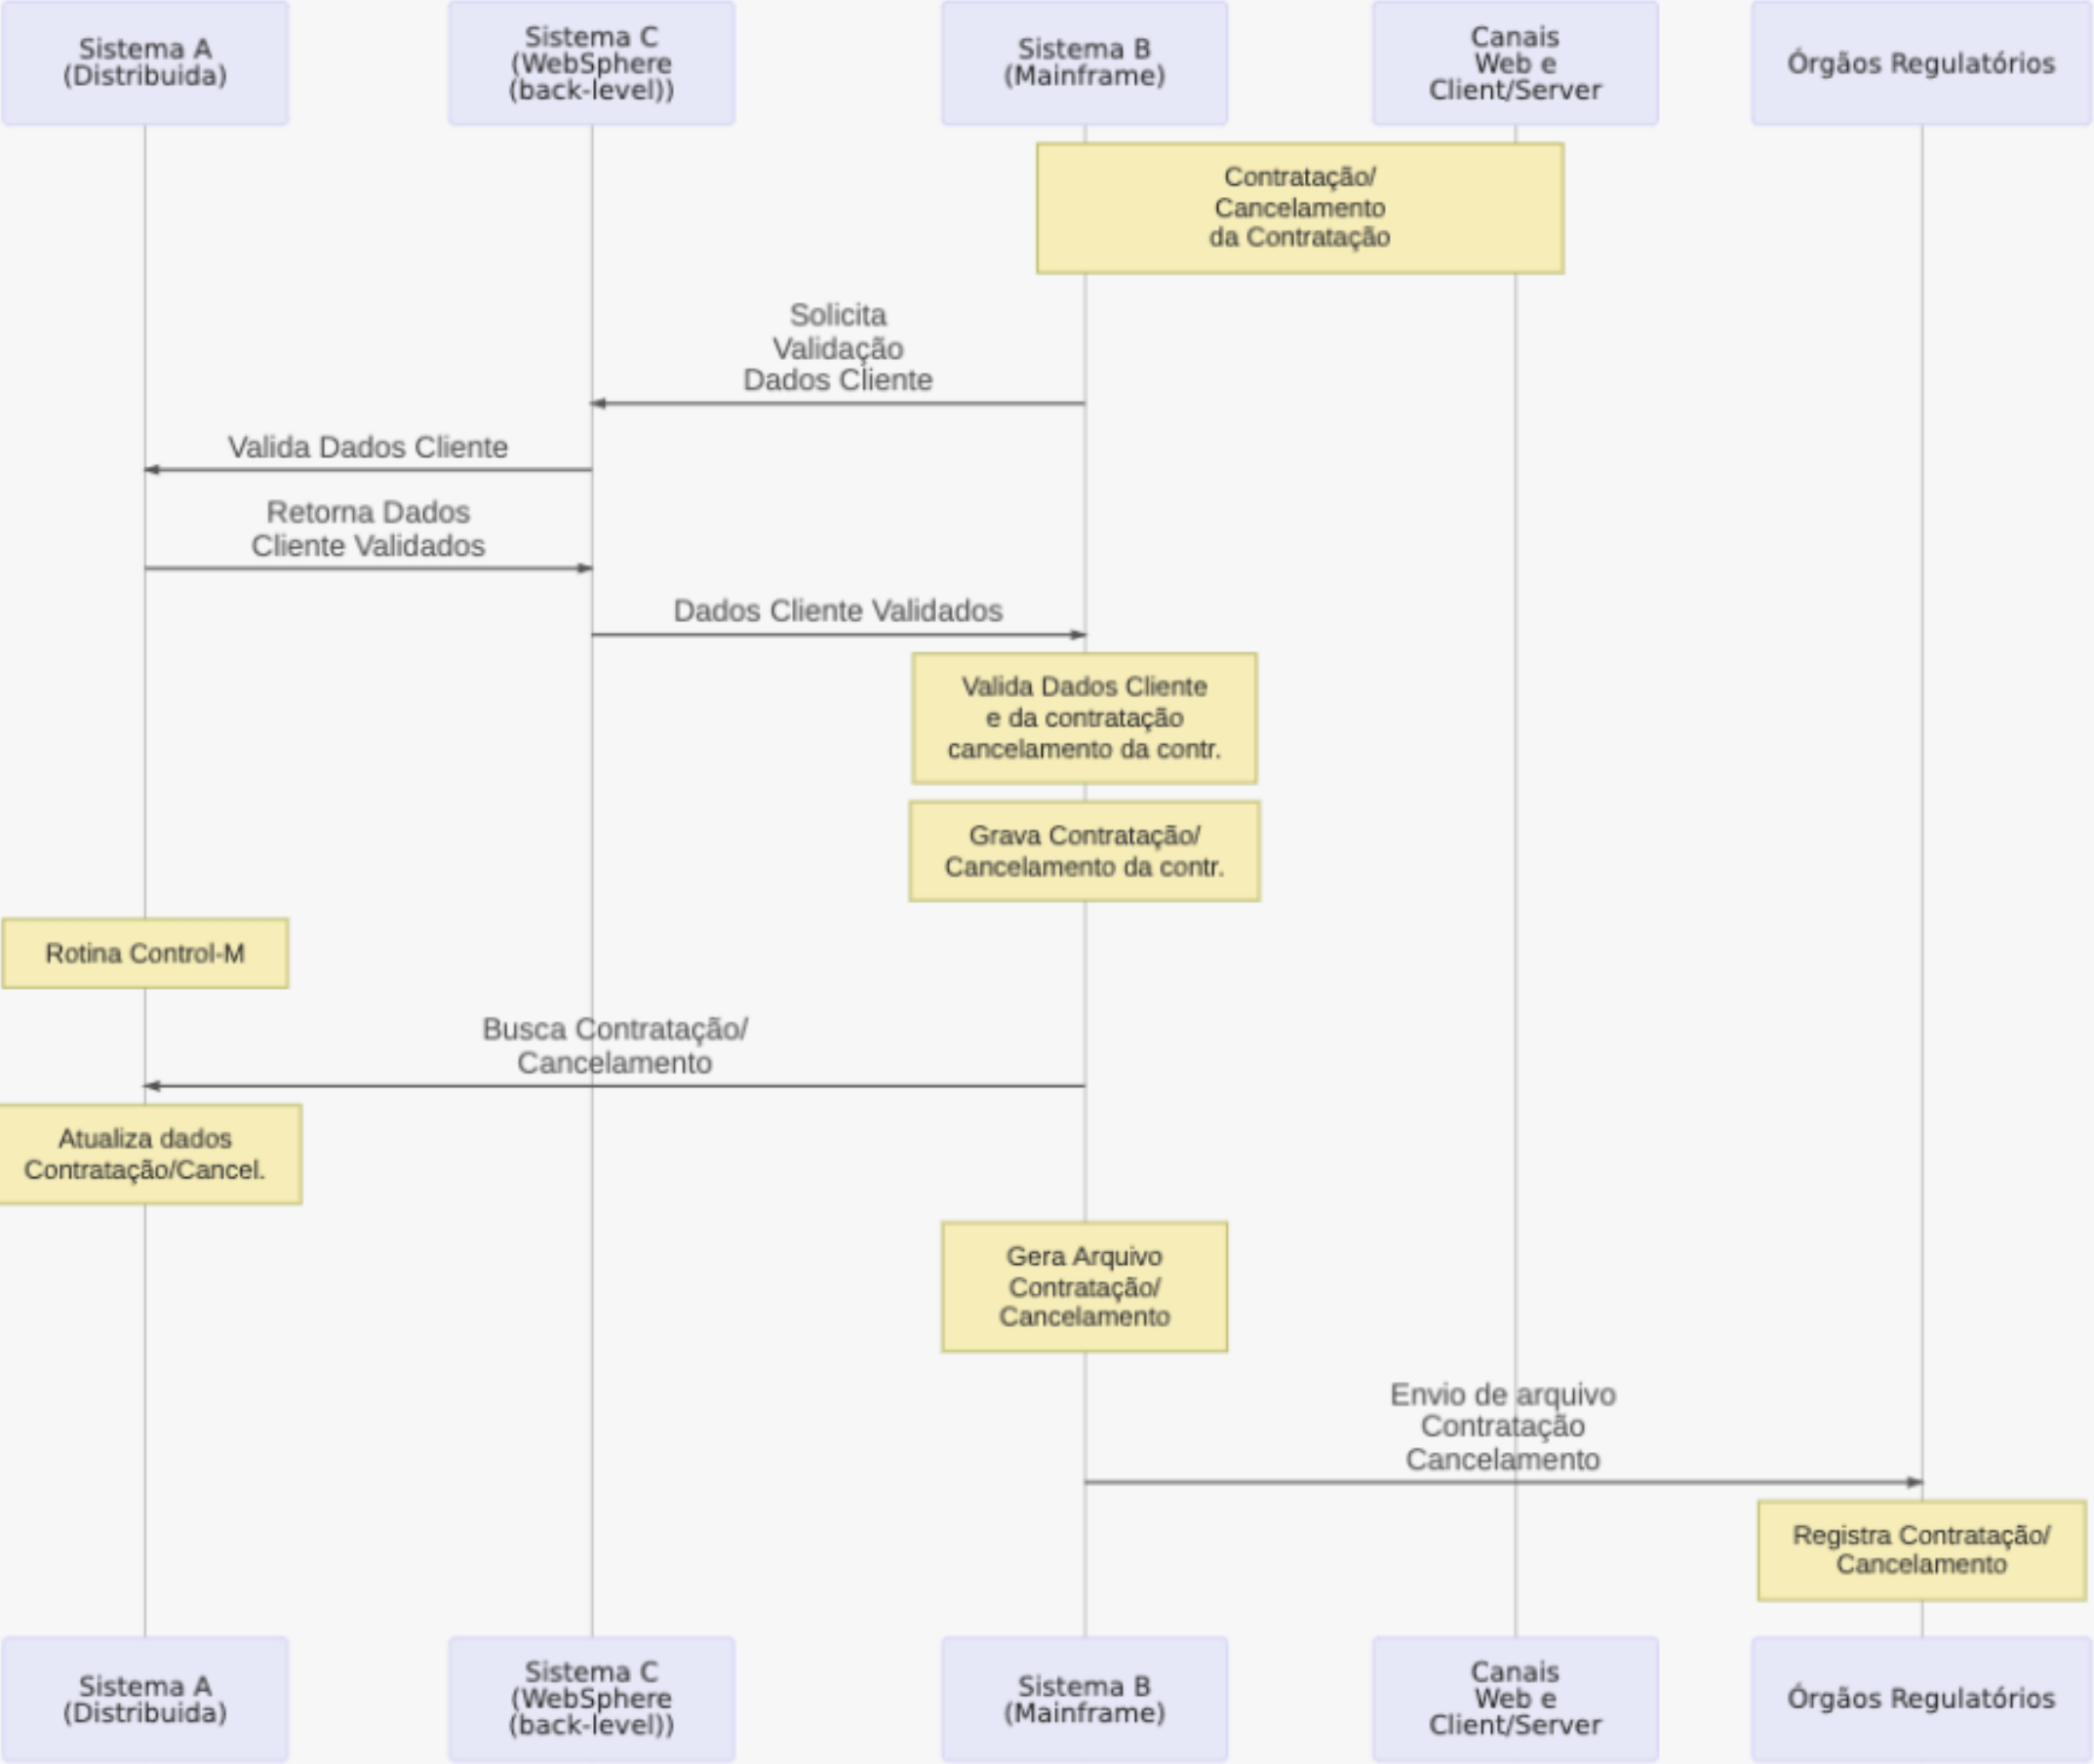 Sistema A
(Distribuida)
Sistema C
(WebSphere
(back-level))
Sistema B
(Mainframe)
Canais
Web e
Client/Server
Órgãos Regulatórios
Contratação/
Cancelamento
da Contratação
Solicita
Validação
Dados Cliente
Valida Dados Cliente
Retorna Dados
Cliente Validados
Dados Cliente Validados
Valida Dados Cliente
e da contratação
cancelamento da contr.
Grava Contratação/
Cancelamento da contr.
Rotina Control-M
Busca Contratação/
Cancelamento
Atualiza dados
Contratação/Cancel.
Gera Arquivo
Contratação/
Cancelamento
Envio de arquivo
Contratação
Cancelamento
Registra Contratação/
Cancelamento
Sistema A
(Distribuida)
Sistema C
(WebSphere
(back-level))
Sistema B
(Mainframe)
Canais
Web e
Client/Server
Órgãos Regulatórios